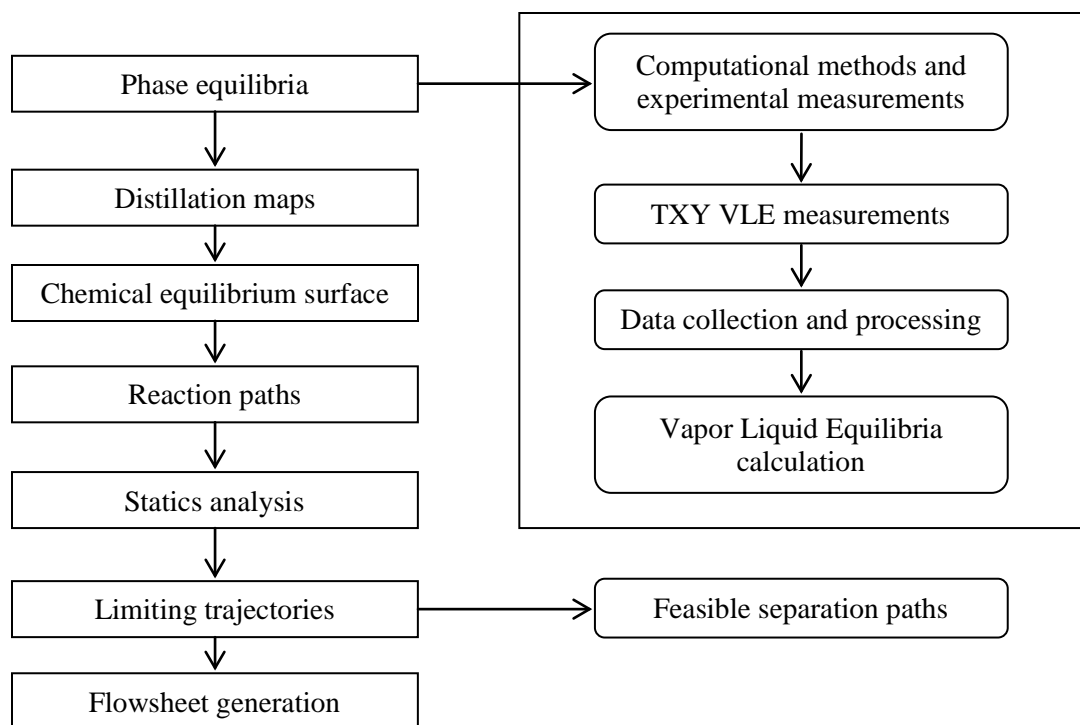 Phase equilibria
Distillation maps
Chemical equilibrium surface
Reaction paths
Statics analysis
Limiting trajectories
Flowsheet generation
Computational methods and
experimental measurements
TXY VLE measurements
Data collection and processing
Vapor Liquid Equilibria
calculation
Feasible separation paths